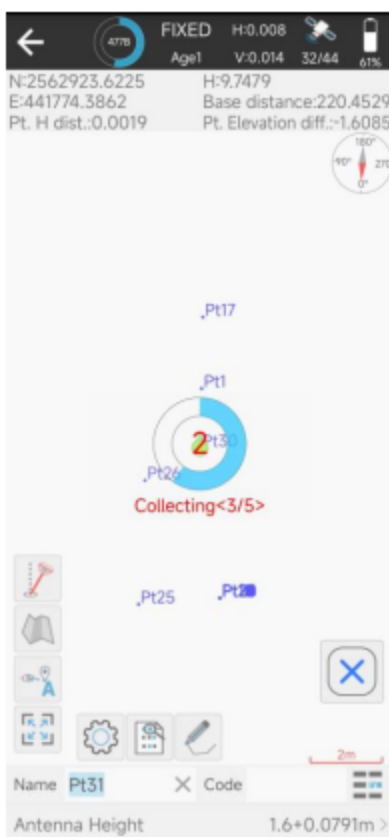 477B FIXED H:0.008
Age1 V:0.014 32/44 61%
N:2562923.6225 H:9.7479
E:441774.3862 Base distance:220.4529
Pt. H dist.:0.0019 Pt. Elevation diff.:-1.6085
180°
90° 270
0°
Pt17
Pt1
2 Pt30
Pt26
Collecting<3/5>
Pt25
A
2m
Name Pt31 Code
Antenna Height 1.6+0.0791m